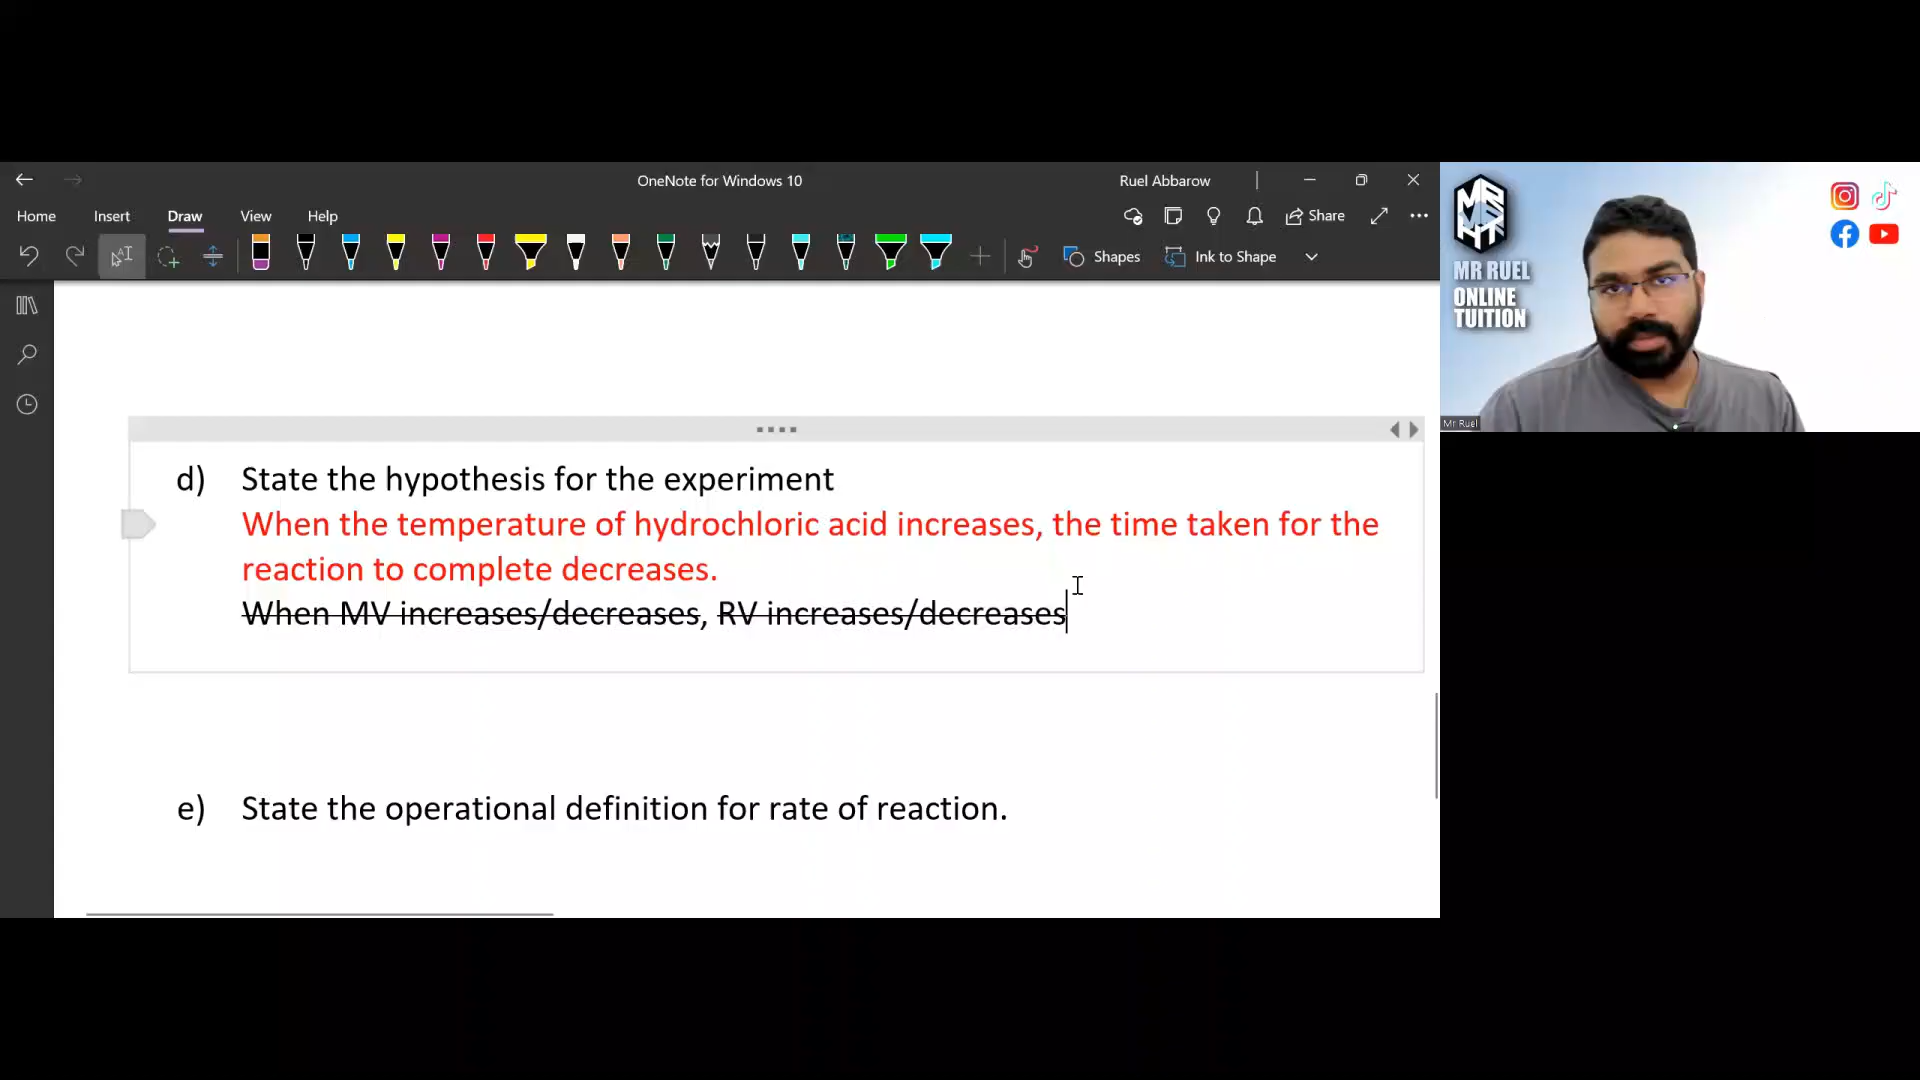 OneNote for Windows 10
Ruel Abbarow
Home Insert Draw View Help
Share
Shapes
Ink to Shape
MR RUEL
ONLINE
TUITION
Mr Ruel
d) State the hypothesis for the experiment
When the temperature of hydrochloric acid increases, the time taken for the
reaction to complete decreases.
When MV increases/decreases, RV increases/decreases
e) State the operational definition for rate of reaction.